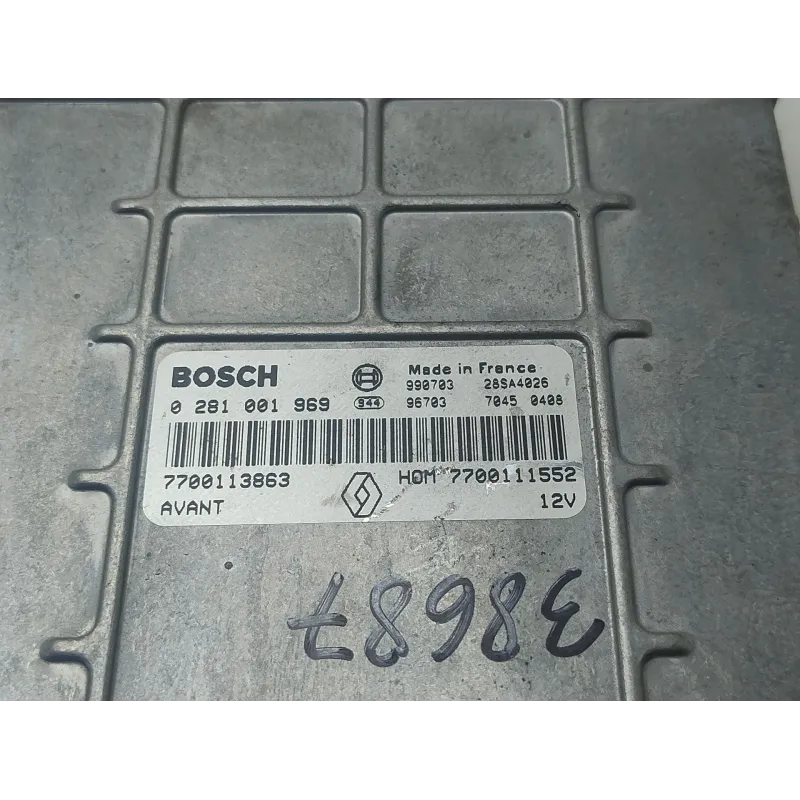 BOSCH
Made in France
990703 28SA4026
0 281 001 969 944 96703 7045 0408
7700113863 HOM 7700111552
AVANT 12V
38687